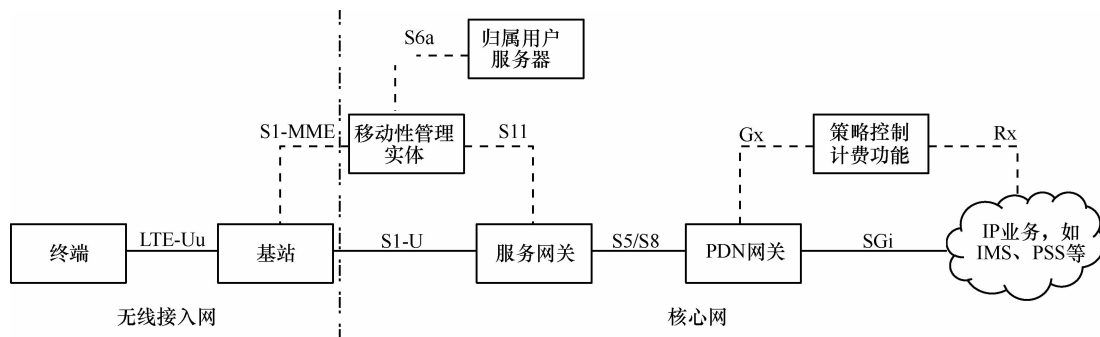 S6a
归属用户
服务器
S1-MME
移动性管理
实体
S11
Gx
策略控制
计费功能
Rx
终端
LTE-Uu
基站
S1-U
服务网关
S5/S8
PDN网关
SGi
IP业务，如
IMS、PSS等
无线接入网
核心网